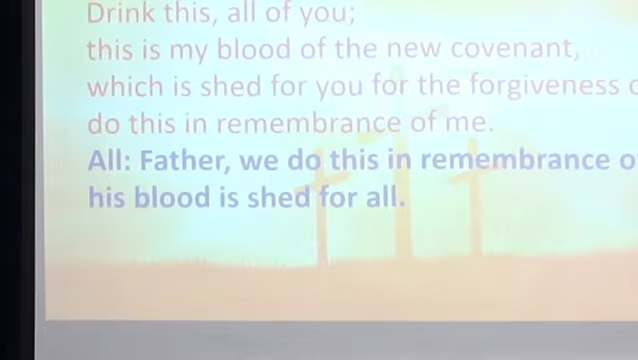 Drink this, all of you;
this is my blood of the new covenant,
which is shed for you for the forgiveness
do this in remembrance of me.
All: Father, we do this in remembrance
his blood is shed for all.